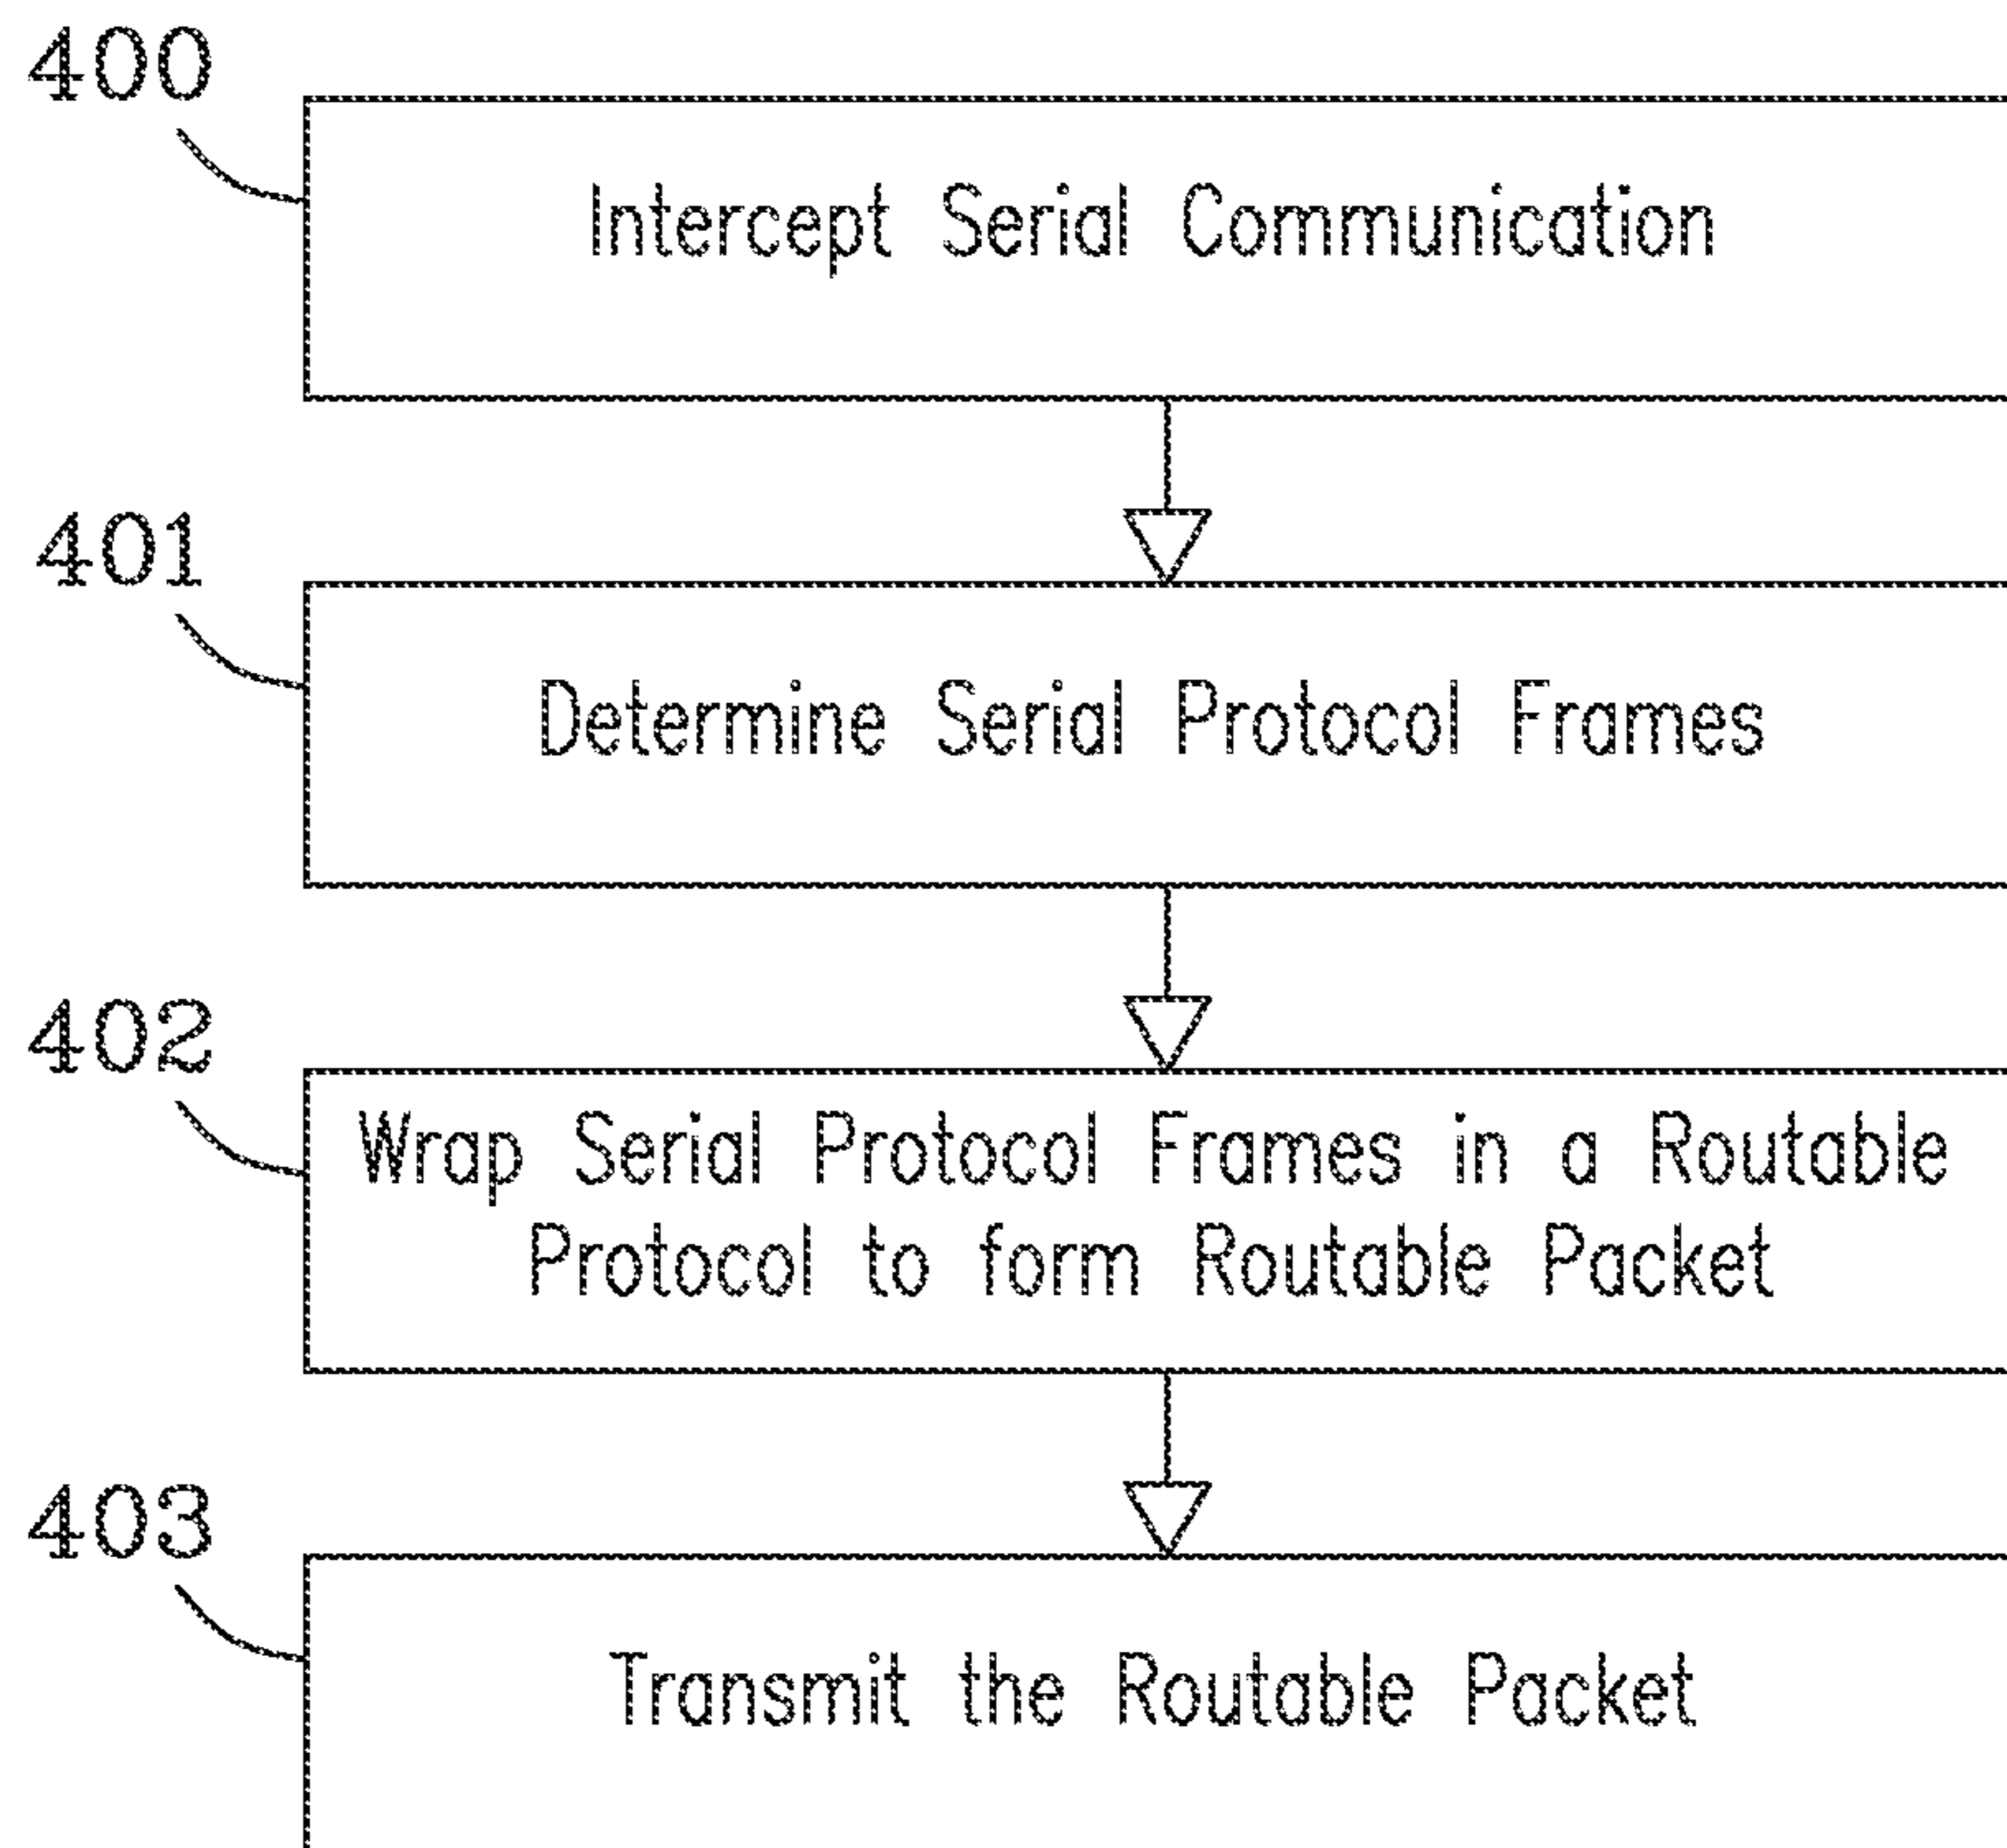 400
Intercept Serial Communication
401
Determine Serial Protocol Frames
402
Wrap Serial Protocol Frames in a Routable
Protocol to form Routable Packet
403
Transmit the Routable Packet